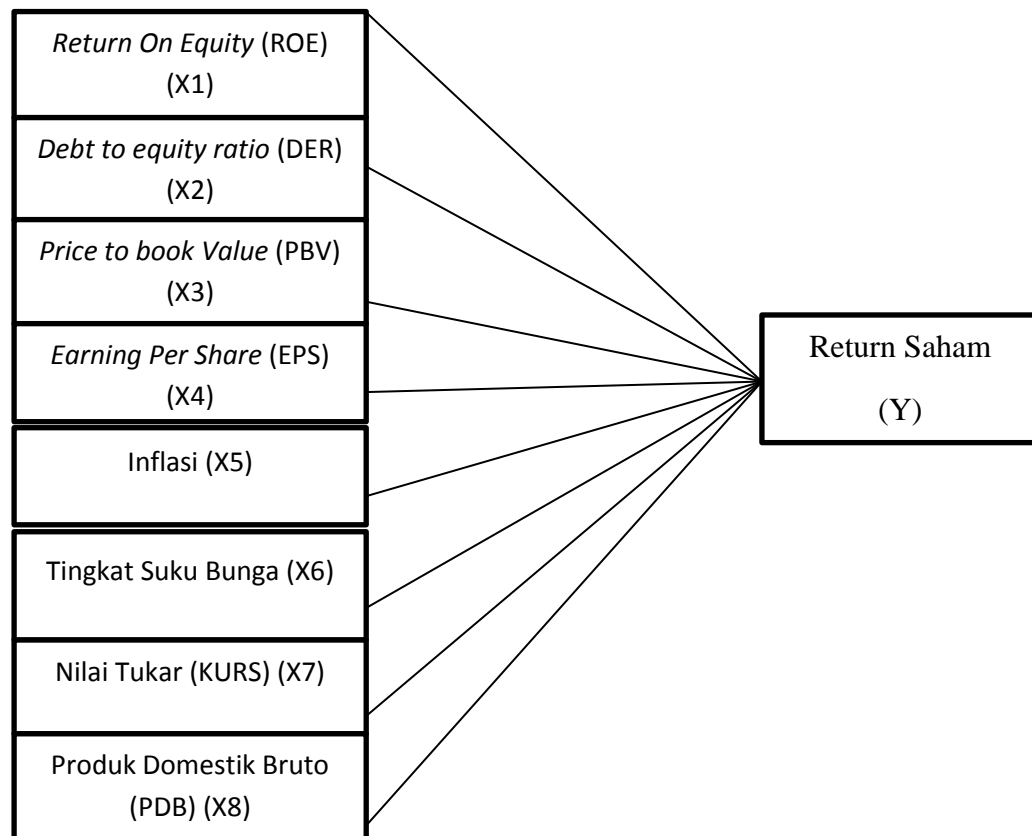 Return On Equity (ROE)
(X1)
Debt to equity ratio (DER)
(X2)
Price to book Value (PBV)
(X3)
Earning Per Share (EPS)
(X4)
Inflasi (X5)
Tingkat Suku Bunga (X6)
Nilai Tukar (KURS) (X7)
Produk Domestik Bruto
(PDB) (X8)
Return Saham
(Y)